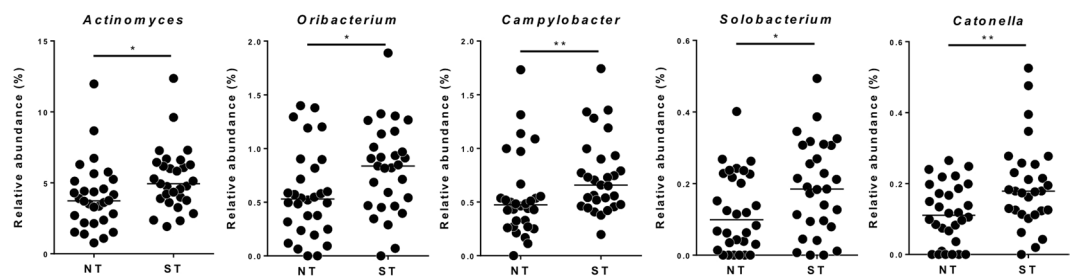 Actinomyces
Relative abundance (%)
15
10
5
0
*
NT ST
Oribacterium
Relative abundance (%)
2.0
1.5
1.0
0.5
0.0
*
NT ST
Campylobacter
Relative abundance (%)
2.0
1.5
1.0
0.5
0.0
**
NT ST
Solobacterium
Relative abundance (%)
0.6
0.4
0.2
0.0
*
NT ST
Catonella
Relative abundance (%)
0.6
0.4
0.2
0.0
**
NT ST